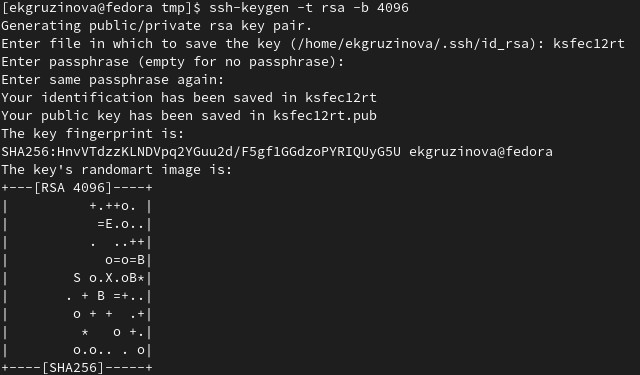 [ekgruzinova@fedora tmp]$ ssh-keygen -t rsa -b 4096
Generating public/private rsa key pair.
Enter file in which to save the key (/home/ekgruzinova/.ssh/id_rsa): ksfec12rt
Enter passphrase (empty for no passphrase):
Enter same passphrase again:
Your identification has been saved in ksfec12rt
Your public key has been saved in ksfec12rt.pub
The key fingerprint is:
SHA256:HnvVTdzzKLNDVpq2YGuu2d/F5gf1GGdzoPYRIQUyG5U ekgruzinova@fedora
The key's randomart image is:
+---[RSA 4096]----+
|          +.++o. |
|           =E.o..|
|          .  ..++|
|            o=o=B|
|        S o.X.oB*|
|       . + B =+..|
|        o + +  .+|
|         *   o +.|
|        o.o.. . o|
+----[SHA256]-----+